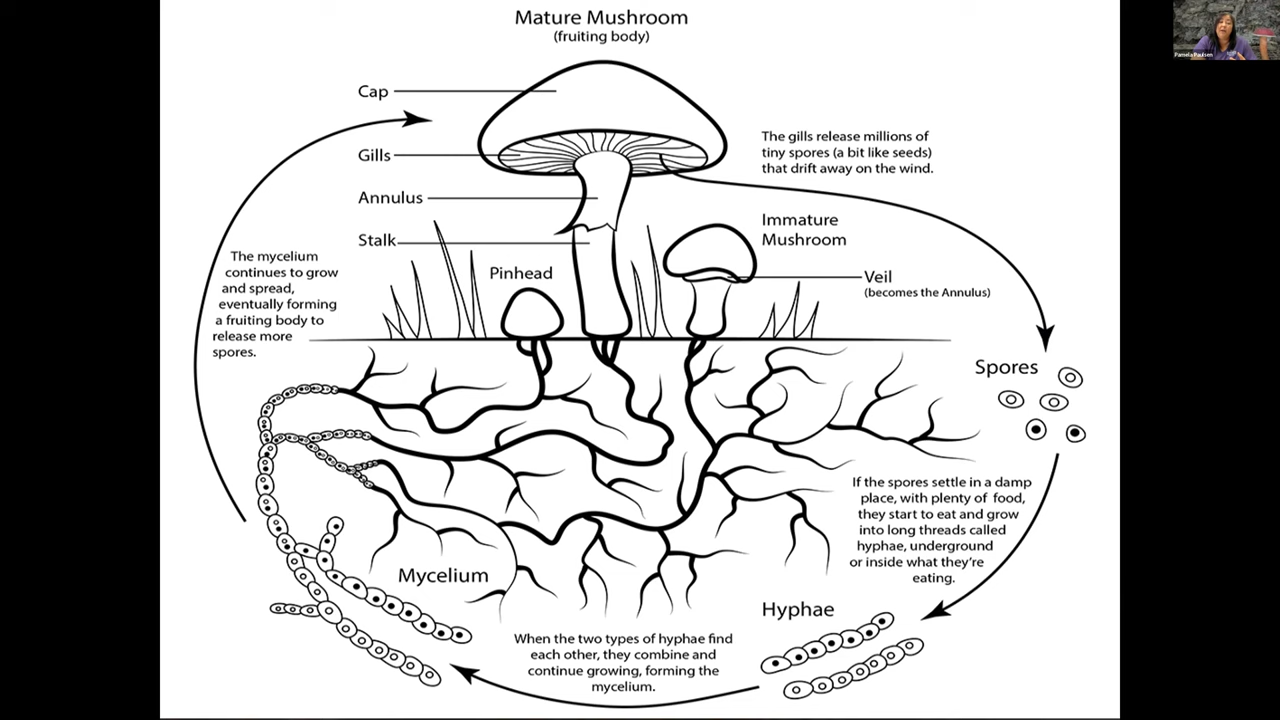 Mature Mushroom
(fruiting body)
Cap
Gills
Annulus
Stalk
Pinhead
The gills release millions of
tiny spores (a bit like seeds)
that drift away on the wind.
Immature
Mushroom
Veil
(becomes the Annulus)
Spores
If the spores settle in a damp
place, with plenty of food,
they start to eat and grow
into long threads called
hyphae, underground
or inside what they're
eating.
Hyphae
When the two types of hyphae find
each other, they combine and
continue growing, forming the
mycelium.
Mycelium
The mycelium
continues to grow
and spread,
eventually forming
a fruiting body to
release more
spores.
Pamela Paulsen